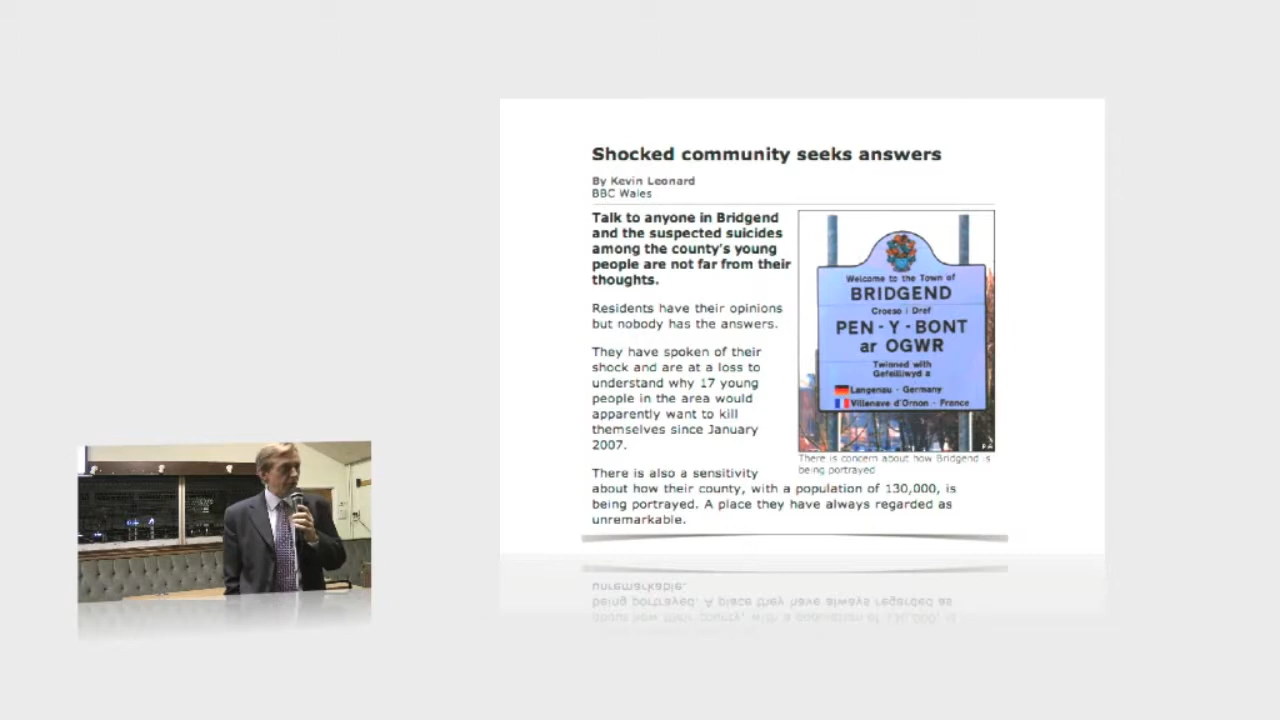 Shocked community seeks answers
By Kevin Leonard
BBC Wales
Talk to anyone in Bridgend
and the suspected suicides
among the county's young
people are not far from their
thoughts.
Residents have their opinions
but nobody has the answers.
They have spoken of their
shock and are at a loss to
understand why 17 young
people in the area would
apparently want to kill
themselves since January
2007.
There is also a sensitivity
about how their county, with a population of 130,000, is
being portrayed. A place they have always regarded as
unremarkable.
Welcome to the Town of
BRIDGEND
Croeso i Dref
PEN - Y - BONT
ar OGWR
Twinned with
Gefeilliwyd a
Langenau - Germany
Villenave d'Ornon - France
There is concern about how Bridgend is
being portrayed